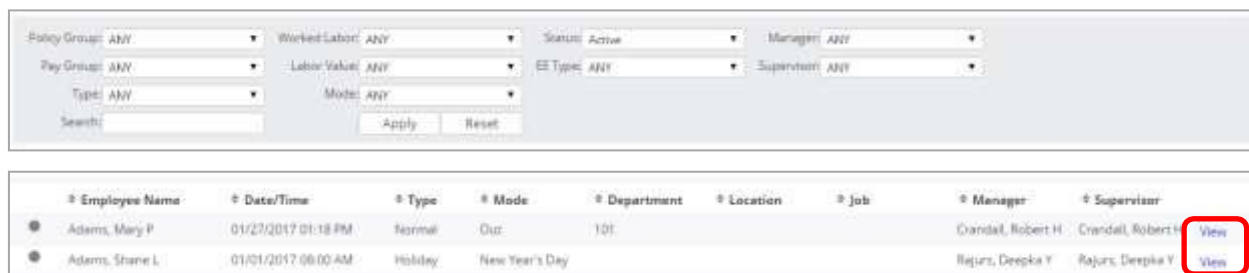 Policy Group: ANY Worked Labor: ANY Status: Active Manager: ANY
Pay Group: ANY Labor Value: ANY EE Type: ANY Supervisor: ANY
Type: ANY Mode: ANY
Search: Apply Reset
Employee Name Date/Time Type Mode Department Location Job Manager Supervisor
Adams, Mary P 01/27/2017 01:18 PM Normal Out 101 Crandall, Robert H Crandall, Robert H View
Adams, Shane L 01/01/2017 08:00 AM Holiday New Year's Day Rajurs, Deepka Y Rajurs, Deepka Y View